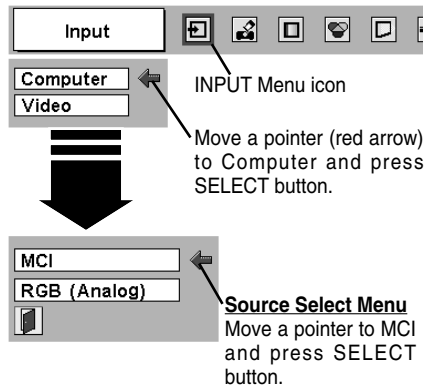 Input
INPUT Menu icon
Computer
Video
Move a pointer (red arrow)
to Computer and press
SELECT button.
MCI
RGB (Analog)
Source Select Menu
Move a pointer to MCI
and press SELECT
button.